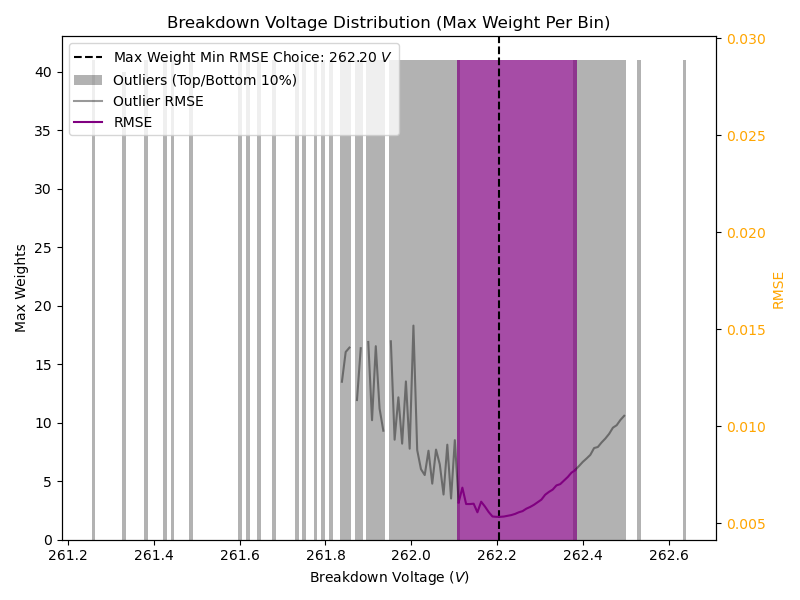 Breakdown Voltage Distribution (Max Weight Per Bin)
Max Weight Min RMSE Choice: 262.20 V
Outliers (Top/Bottom 10%)
Outlier RMSE
RMSE
Max Weights
40
35
30
25
20
15
10
5
0
0.030
0.025
0.020
0.015
0.010
0.005
RMSE
261.2 261.4 261.6 261.8 262.0 262.2 262.4 262.6
Breakdown Voltage (V)